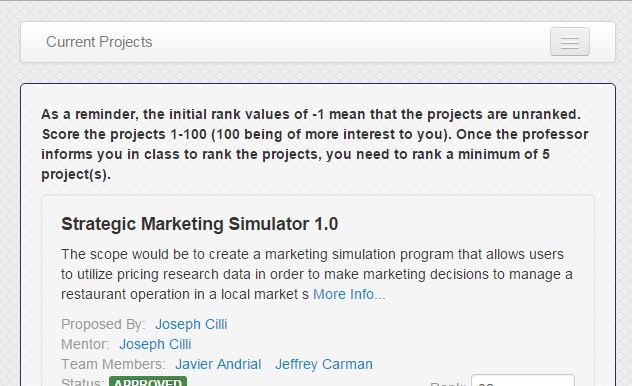 Current Projects
As a reminder, the initial rank values of -1 mean that the projects are unranked.
Score the projects 1-100 (100 being of more interest to you). Once the professor
informs you in class to rank the projects, you need to rank a minimum of 5
project(s).
Strategic Marketing Simulator 1.0
The scope would be to create a marketing simulation program that allows users
to utilize pricing research data in order to make marketing decisions to manage a
restaurant operation in a local market s More Info...
Proposed By: Joseph Cilli
Mentor: Joseph Cilli
Team Members: Javier Andrial Jeffrey Carman
Status: APPROVED